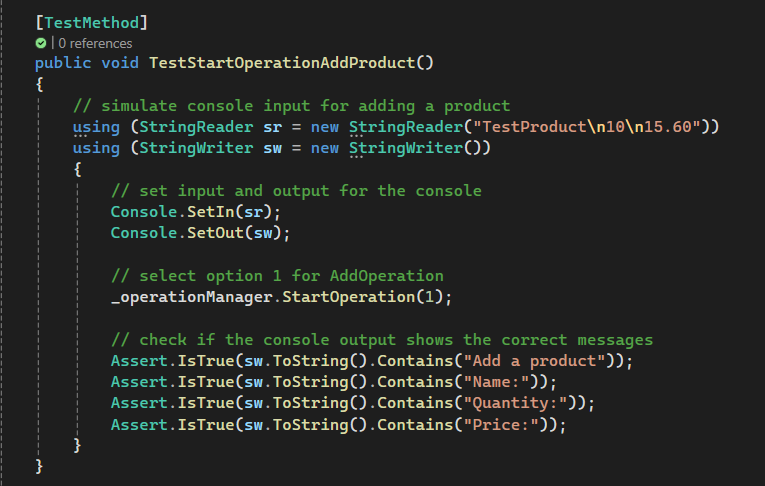 [TestMethod]
| 0 references
public void TestStartOperationAddProduct()
{
// simulate console input for adding a product
using (StringReader sr = new StringReader("TestProduct\n10\n15.60"))
using (StringWriter sw = new StringWriter())
{
// set input and output for the console
Console.SetIn(sr);
Console.SetOut(sw);
// select option 1 for AddOperation
_operationManager.StartOperation(1);
// check if the console output shows the correct messages
Assert.IsTrue(sw.ToString().Contains("Add a product"));
Assert.IsTrue(sw.ToString().Contains("Name:"));
Assert.IsTrue(sw.ToString().Contains("Quantity:"));
Assert.IsTrue(sw.ToString().Contains("Price:"));
}
}